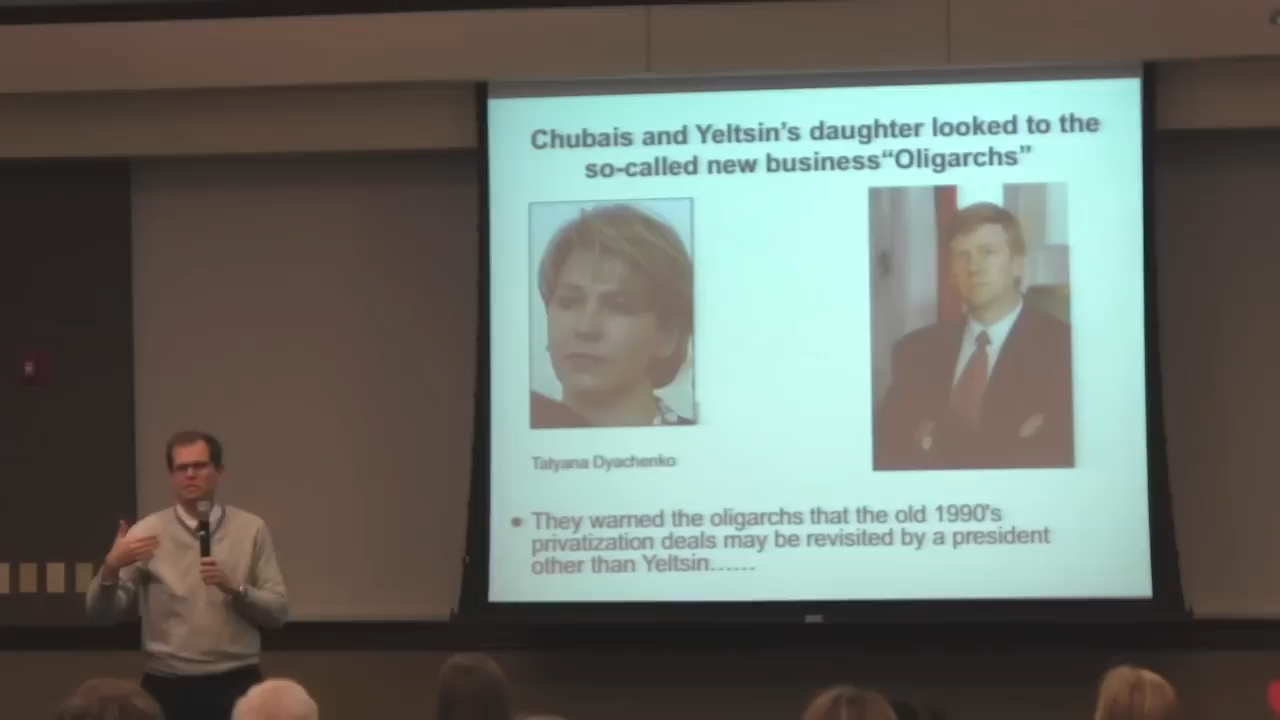 Chubais and Yeltsin's daughter looked to the
so-called new business“Oligarchs”
Tatyana Dyachenko
They warned the oligarchs that the old 1990's
privatization deals may be revisited by a president
other than Yeltsin......